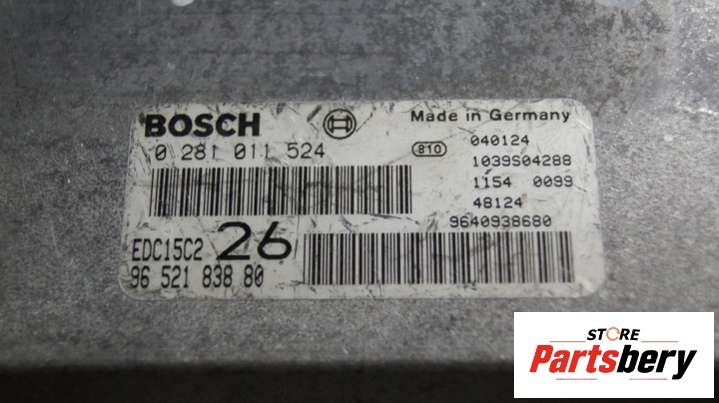 BOSCH
Made in Germany
0 281 011 524
810
040124
1039S04288
1154 0099
48124
9640938680
EDC15C2 26
96 521 838 80
STORE
Partsbery